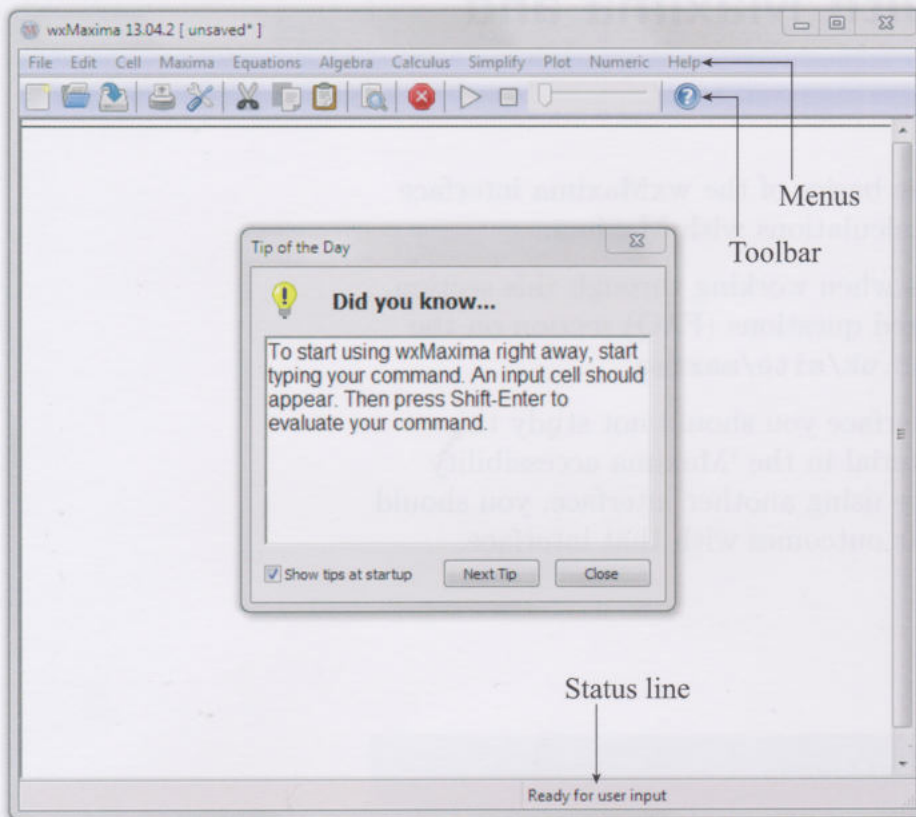 wxMaxima 13.04.2 [ unsaved* ]
File Edit Cell Maxima Equations Algebra Calculus Simplify Plot Numeric Help
Menus
Toolbar
Tip of the Day
Did you know...
To start using wxMaxima right away, start
typing your command. An input cell should
appear. Then press Shift-Enter to
evaluate your command.
Show tips at startup Next Tip Close
Status line
Ready for user input